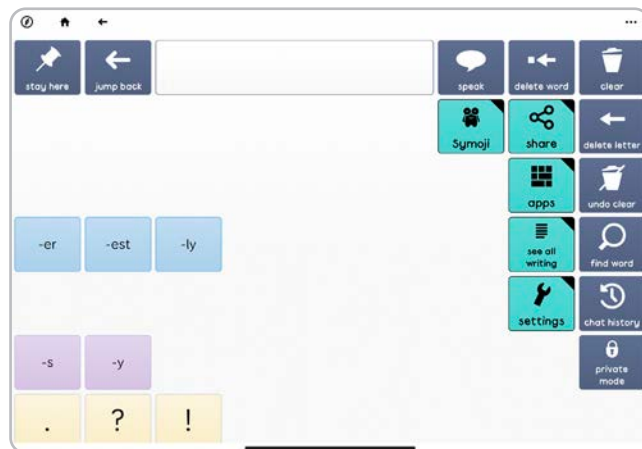 stay here
jump back
speak
delete word
clear
Symoji
share
delete letter
apps
undo clear
-er
-est
-ly
see all
writing
find word
settings
chat history
-s
-y
private
mode
.
?
!